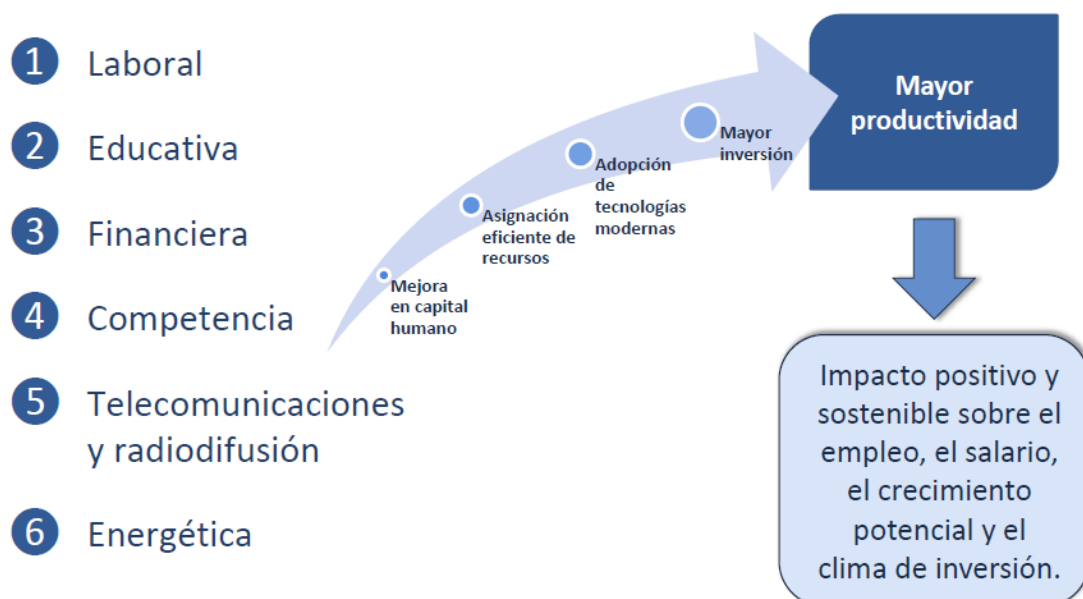 1 Laboral
2 Educativa
3 Financiera
4 Competencia
5 Telecomunicaciones
y radiodifusión
6 Energética
Mejora
en capital
humano
Asignación
eficiente de
recursos
Adopción
de
tecnologías
modernas
Mayor
inversión
Mayor
productividad
Impacto positivo y
sostenible sobre el
empleo, el salario,
el crecimiento
potencial y el
clima de inversión.